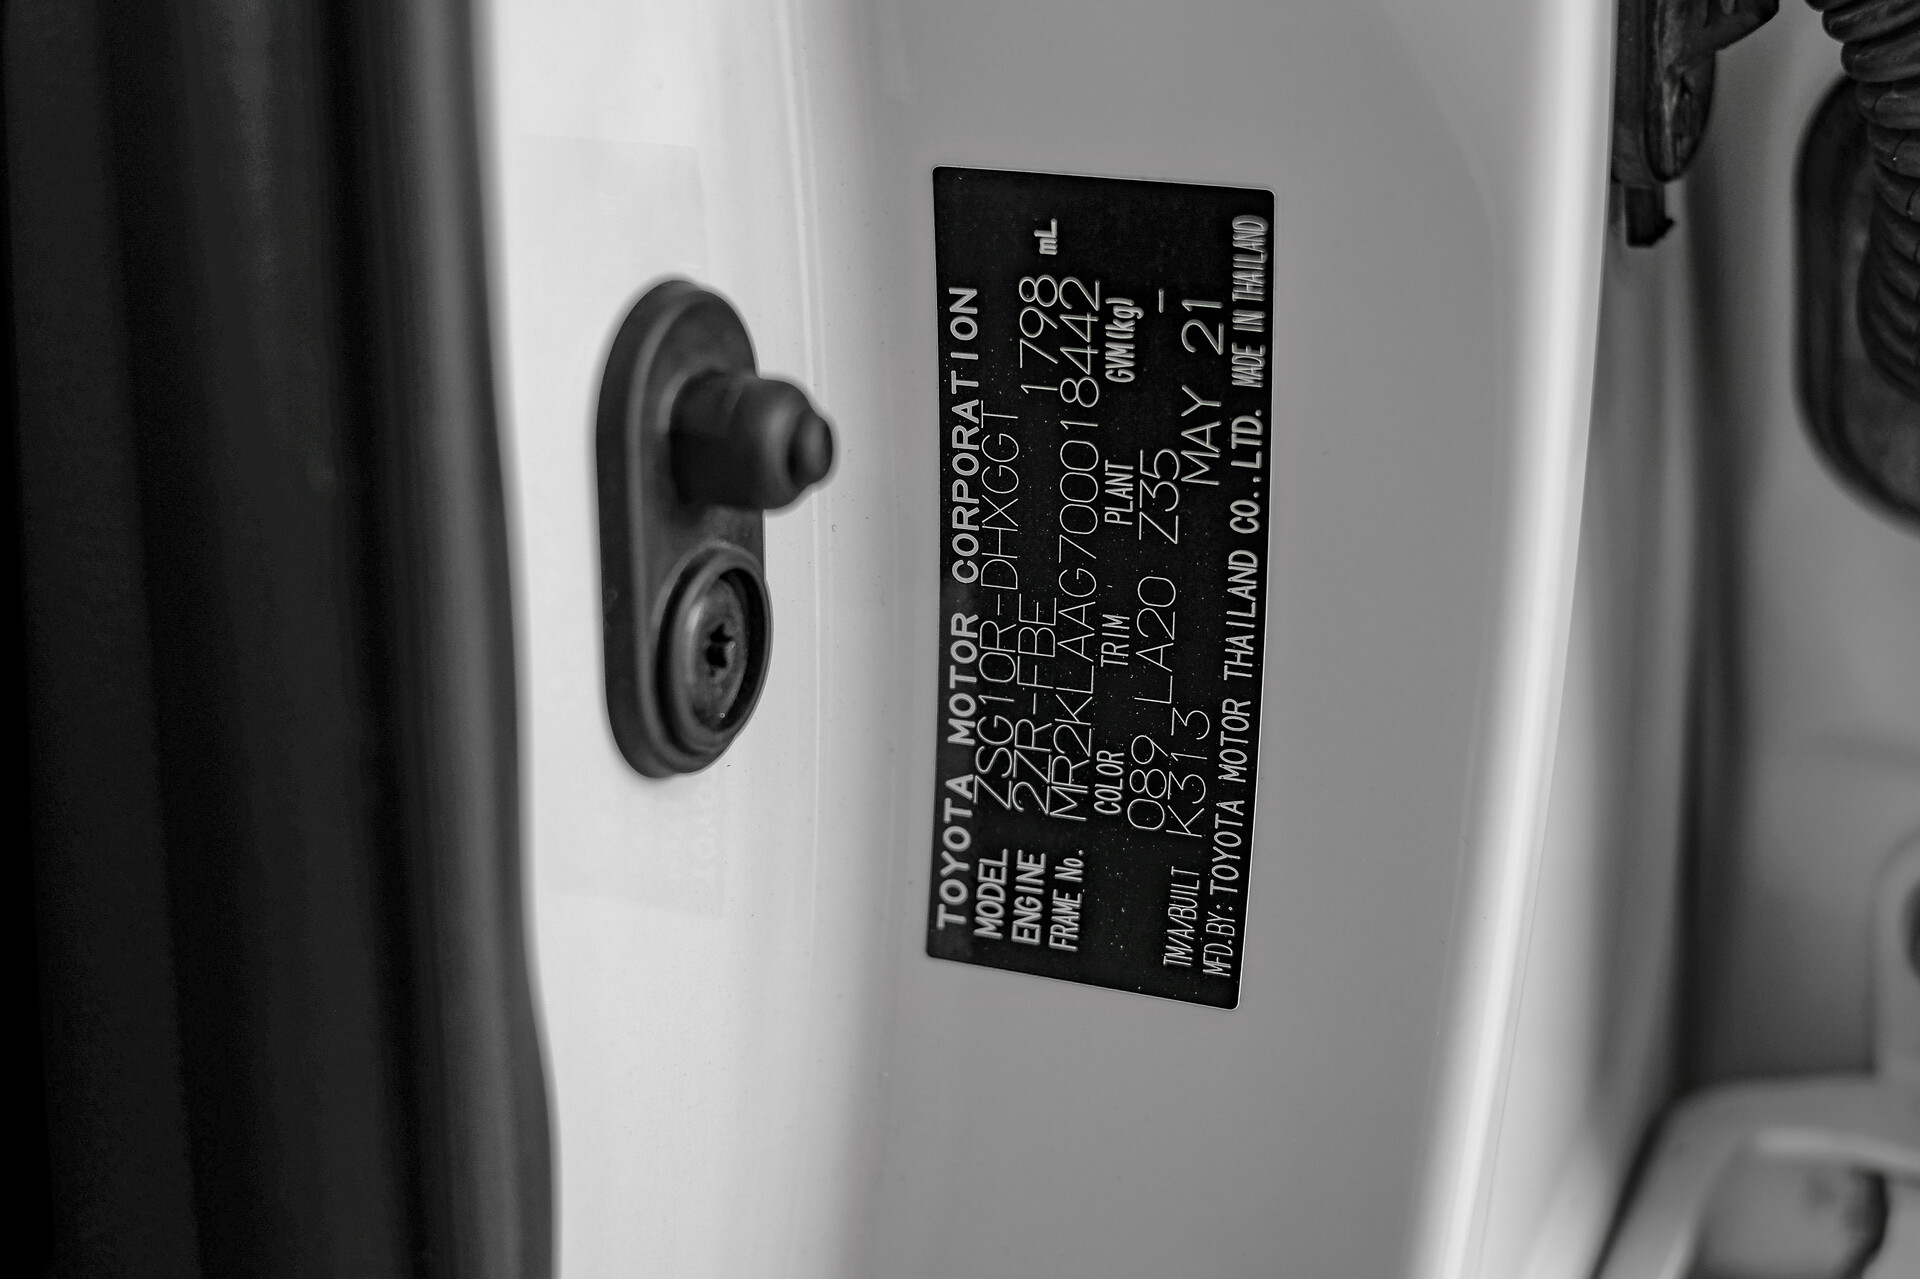 TOYOTA MOTOR CORPORATION
MODEL ZSG10R-DHXGGT
ENGINE 2ZR-FBE 1798 mL
FRAME No. MR2KLAAG700018442
COLOR TRIM PLANT GVM(kg)
089 LA20 Z35 –
TM/A/BUILT K313 MAY 21
MFD.BY: TOYOTA MOTOR THAILAND CO.,LTD. MADE IN THAILAND